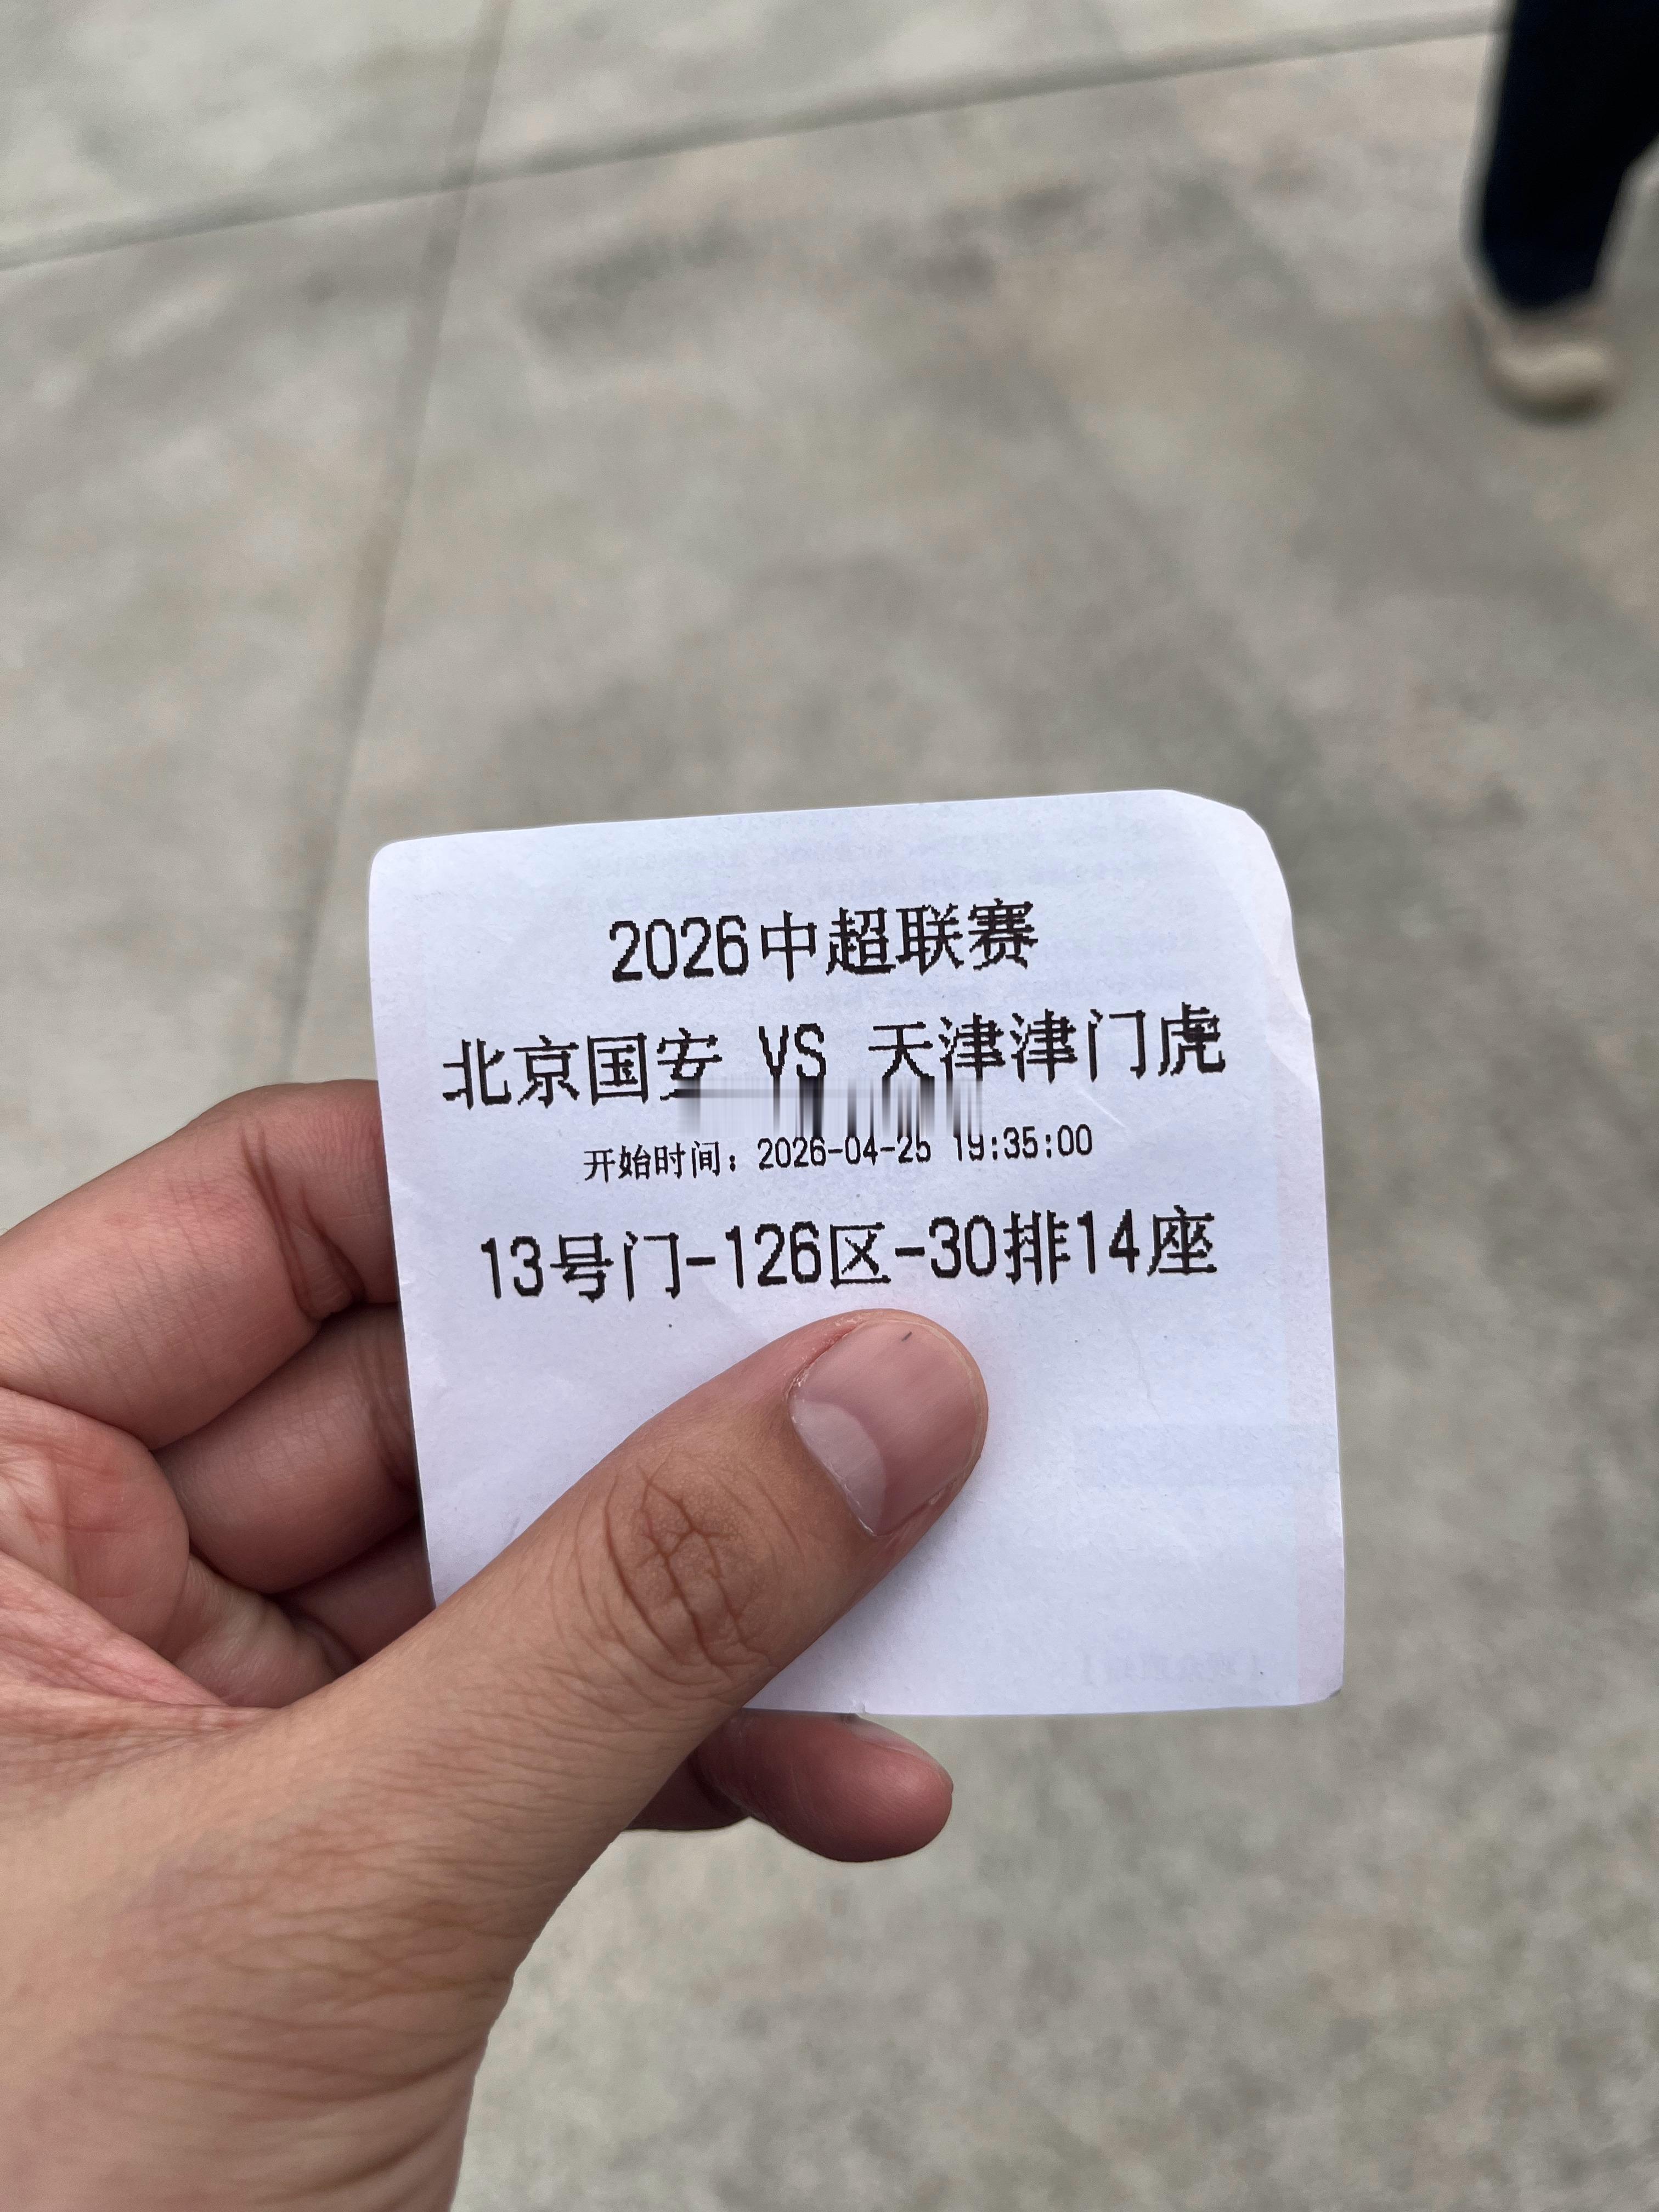 2026中超联赛
北京国安 VS 天津津门虎
开始时间：2026-04-25 19:35:00
13号门-126区-30排14座